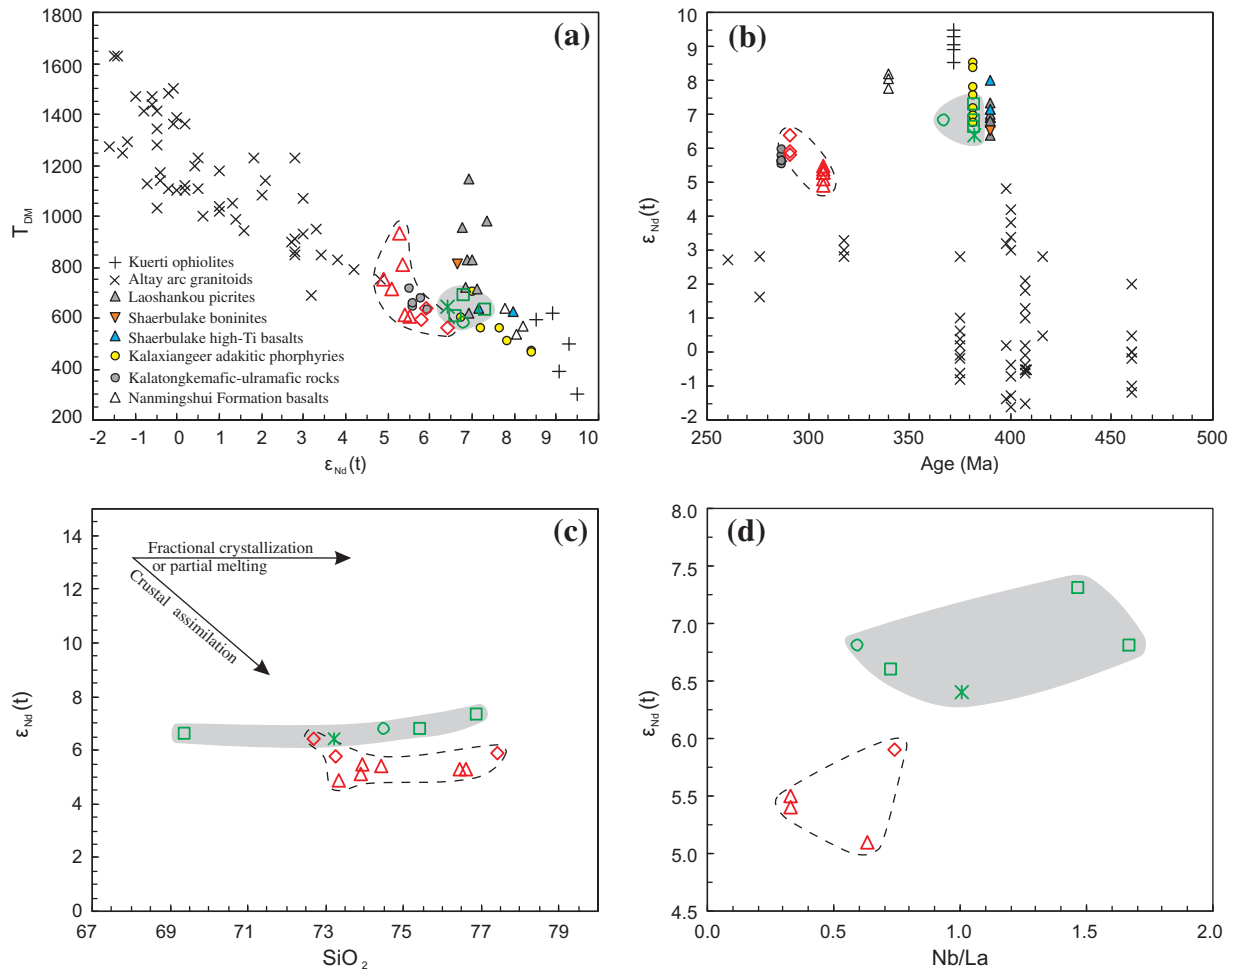 (a)
1800
1600
1400
1200
1000
800
600
400
200
T DM
Kuerti ophiolites
Altay arc granitoids
Laoshankou picrites
Shaerbulake boninites
Shaerbulake high-Ti basalts
Kalaxiangeer adakitic phorphyries
Kalatongkemafic-ulramafic rocks
Nanmingshui Formation basalts
-2 -1 0 1 2 3 4 5 6 7 8 9 10
εNd(t)
(b)
10
9
8
7
6
5
4
3
2
1
0
-1
-2
εNd(t)
250 300 350 400 450 500
Age (Ma)
(c)
14
12
10
8
6
4
2
0
εNd(t)
Fractional crystallization
or partial melting
Crustal assimilation
67 69 71 73 75 77 79
SiO2
(d)
8.0
7.5
7.0
6.5
6.0
5.5
5.0
4.5
εNd(t)
0.0 0.5 1.0 1.5 2.0
Nb/La